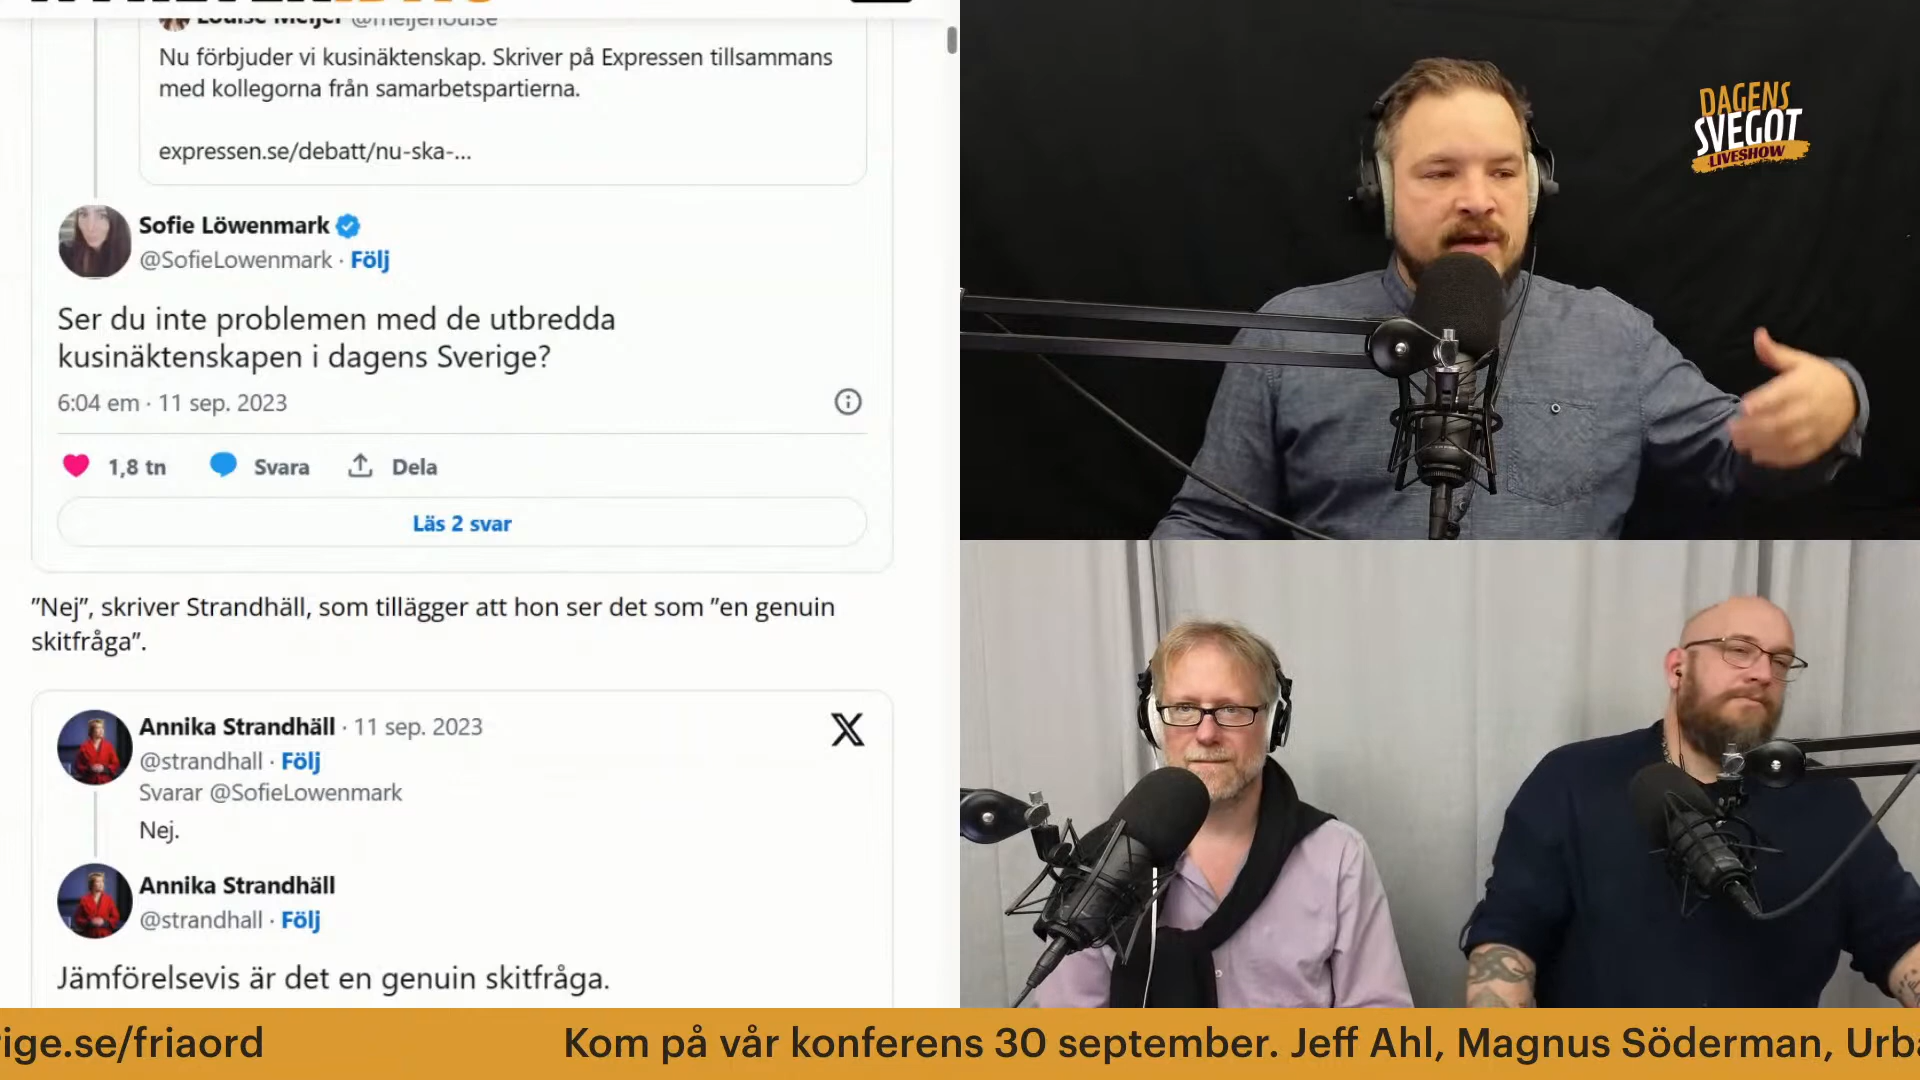 Louise Meijer @meijerlouise
Nu förbjuder vi kusinäktenskap. Skriver på Expressen tillsammans
med kollegorna från samarbetspartierna.
expressen.se/debatt/nu-ska-...
Sofie Löwenmark
@SofieLowenmark · Följ
Ser du inte problemen med de utbredda
kusinäktenskapen i dagens Sverige?
6:04 em · 11 sep. 2023
1,8 tn Svara Dela
Läs 2 svar
”Nej”, skriver Strandhäll, som tillägger att hon ser det som ”en genuin
skitfråga”.
Annika Strandhäll · 11 sep. 2023
@strandhall · Följ
Svarar @SofieLowenmark
Nej.
Annika Strandhäll
@strandhall · Följ
Jämförelsevis är det en genuin skitfråga.
DAGENS
SVEGOT
LIVESHOW
ige.se/friaord Kom på vår konferens 30 september. Jeff Ahl, Magnus Söderman, Urba